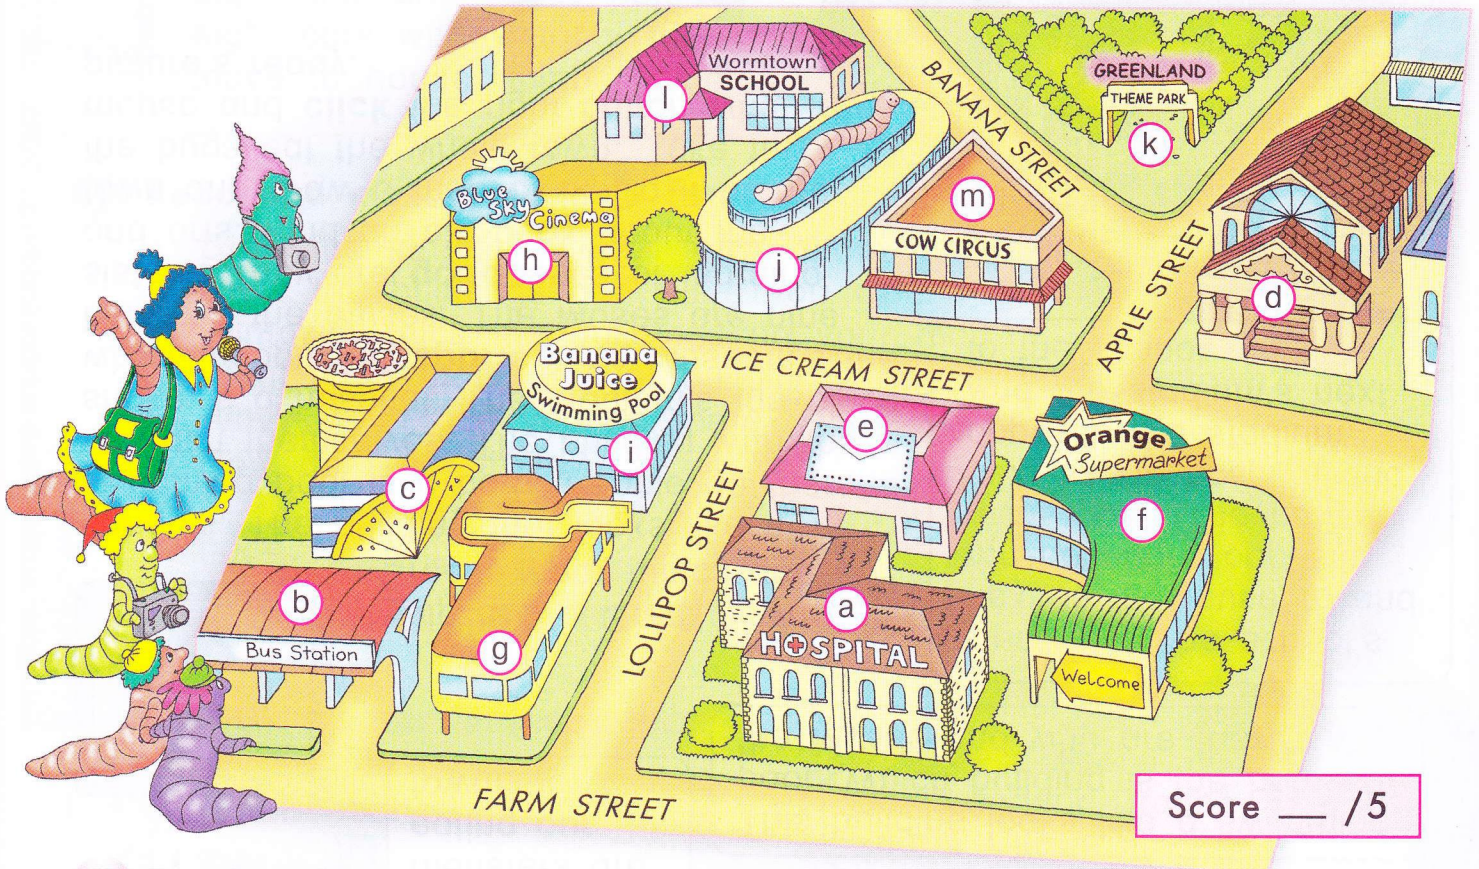 Wormtown
SCHOOL
l
BANANA STREET
GREENLAND
THEME PARK
k
Blue
Sky
Cinema
h
j
m
COW CIRCUS
APPLE STREET
d
Banana
Juice
Swimming Pool
i
ICE CREAM STREET
e
Orange
Supermarket
f
c
LOLLIPOP STREET
b
Bus Station
g
a
HOSPITAL
Welcome
FARM STREET
Score ___ /5